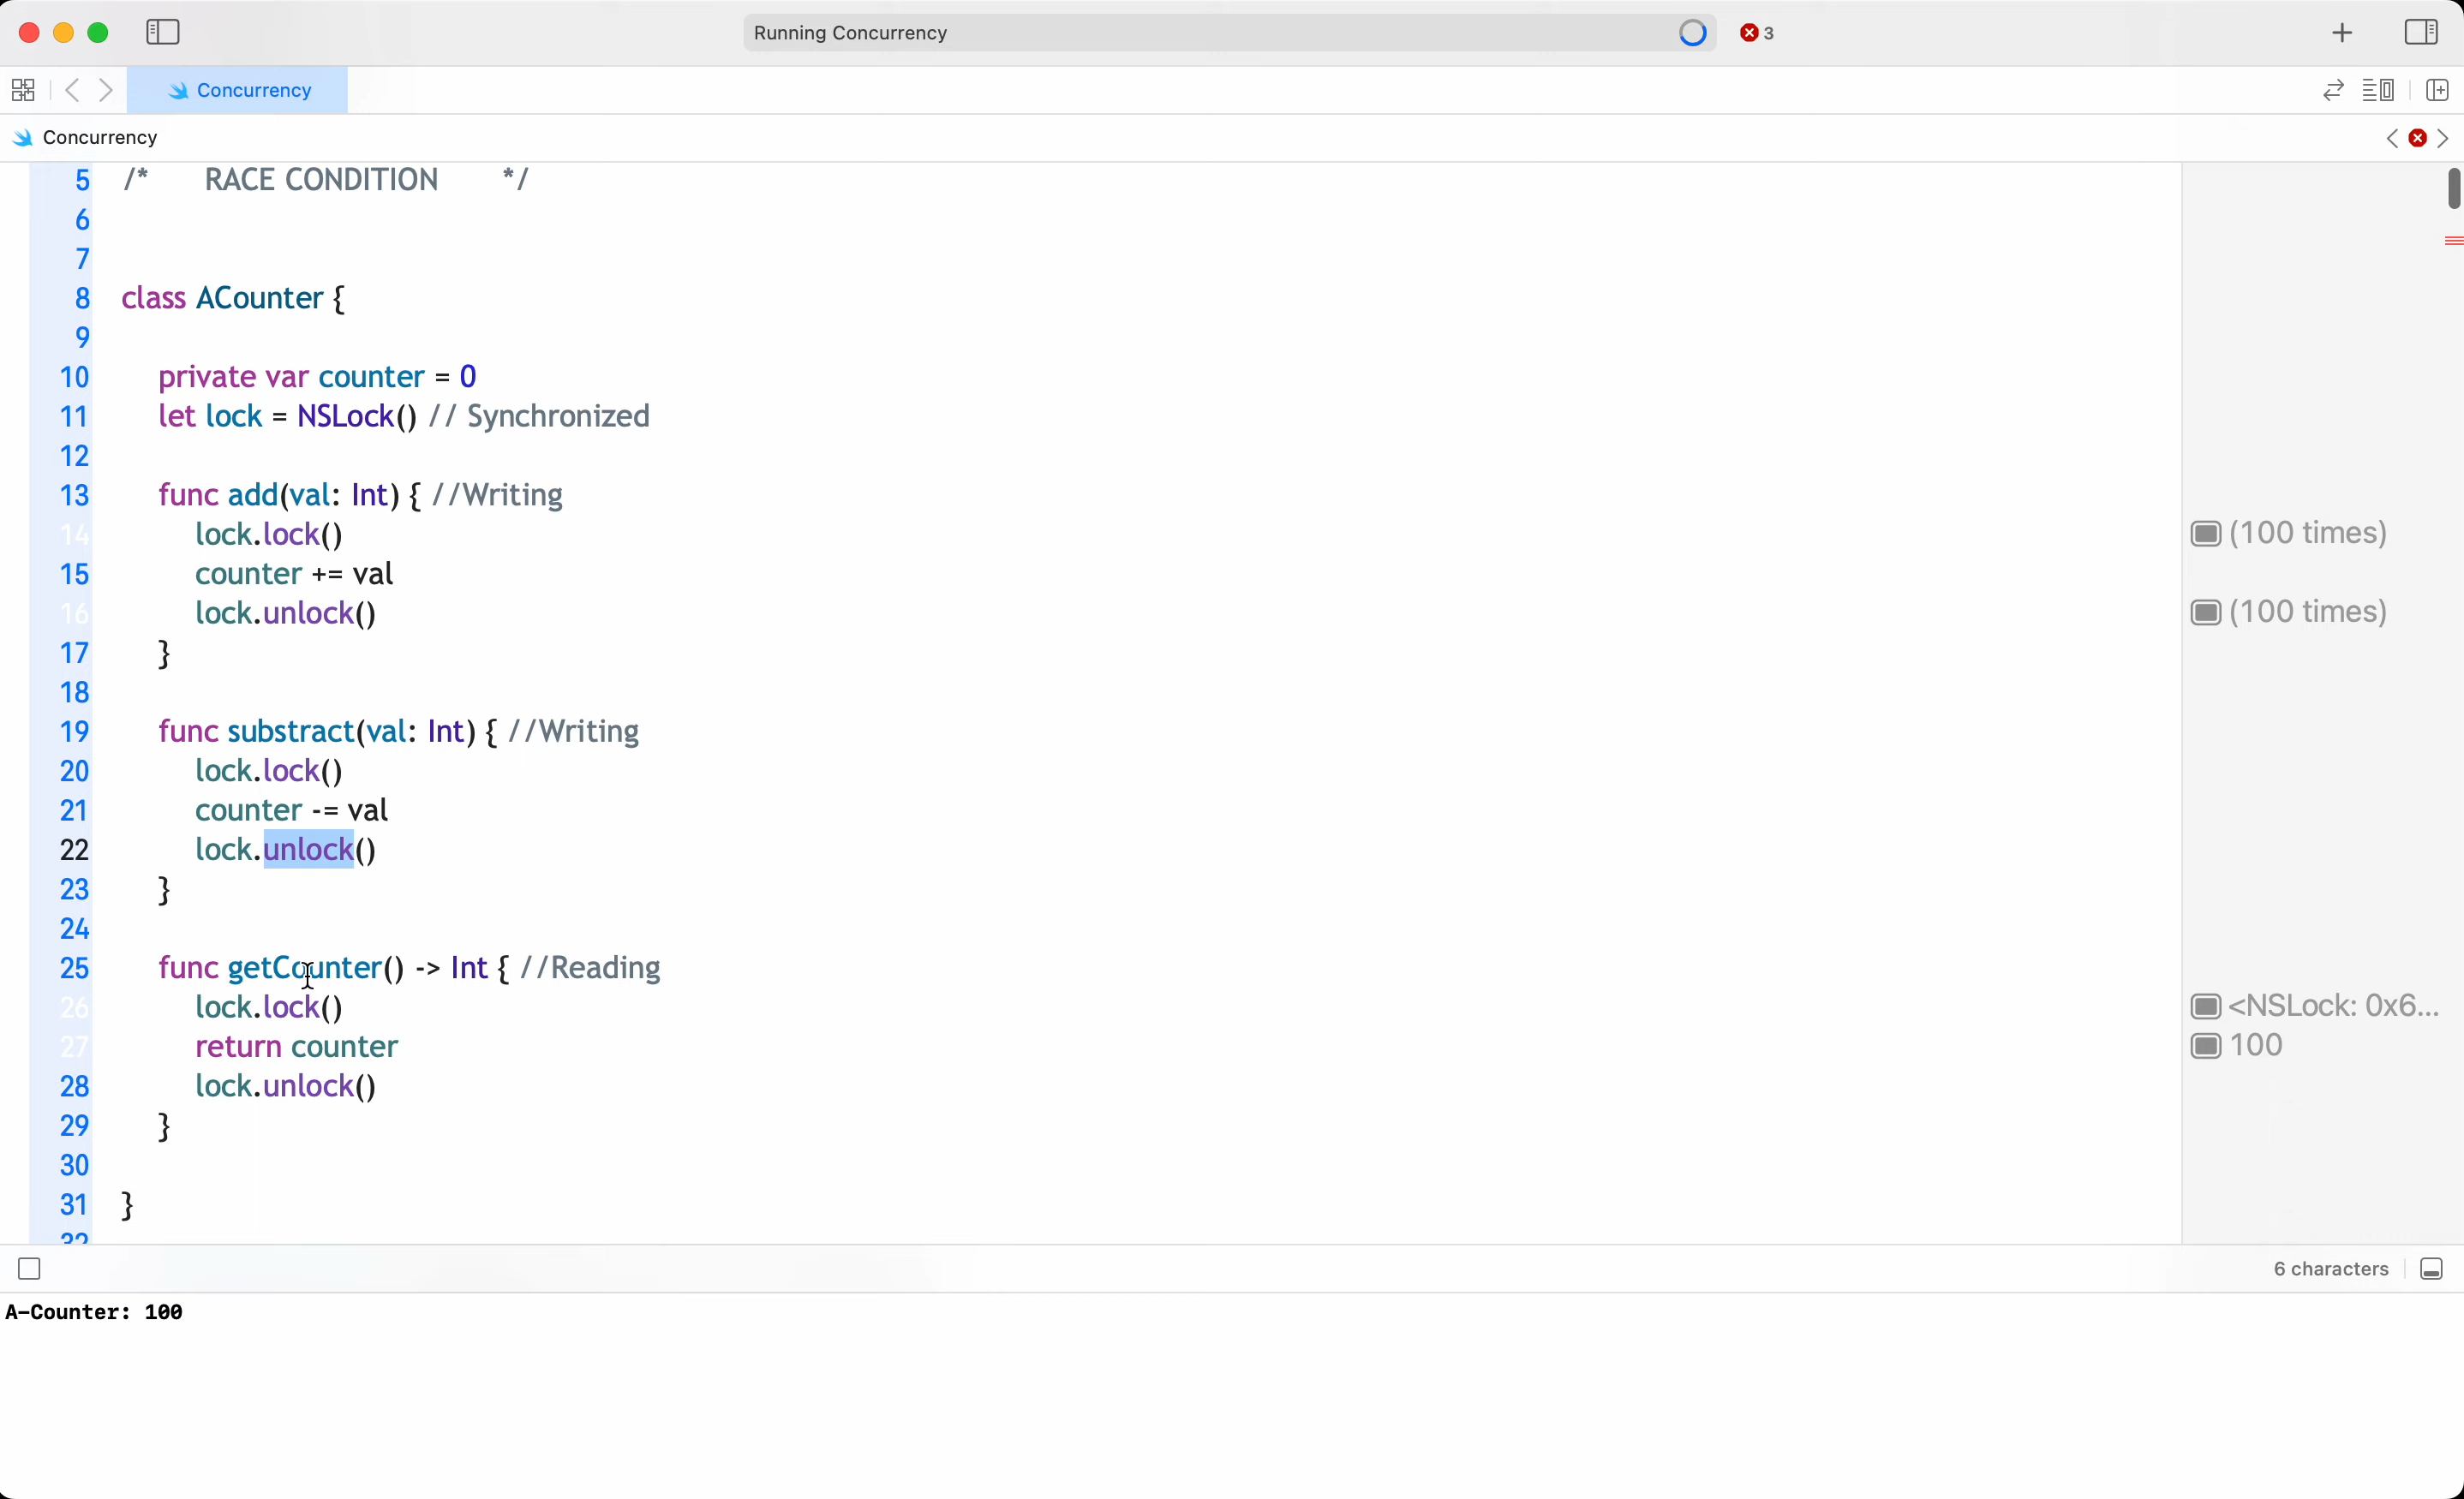 Running Concurrency 3
Concurrency
Concurrency
5 /* RACE CONDITION */
6
7
8 class ACounter {
9
10 private var counter = 0
11 let lock = NSLock() // Synchronized
12
13 func add(val: Int) { //Writing
14 lock.lock() (100 times)
15 counter += val
16 lock.unlock() (100 times)
17 }
18
19 func substract(val: Int) { //Writing
20 lock.lock()
21 counter -= val
22 lock.unlock()
23 }
24
25 func getCounter() -> Int { //Reading
26 lock.lock() <NSLock: 0x6...
27 return counter 100
28 lock.unlock()
29 }
30
31 }
32
6 characters
A-Counter: 100